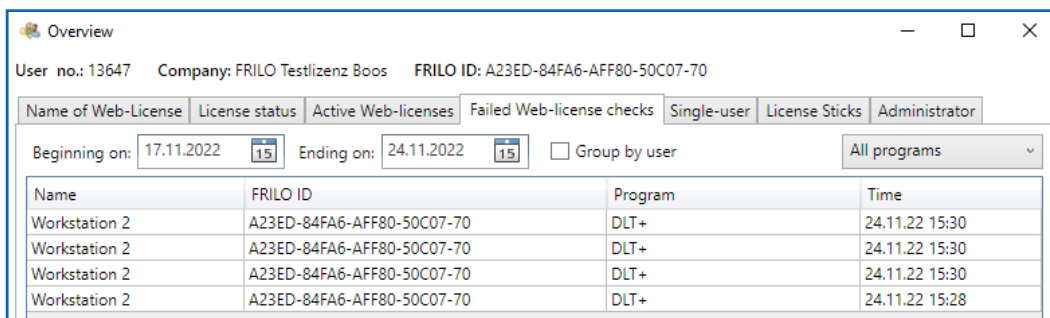 Overview
User no.: 13647 Company: FRILO Testlizenz Boos FRILO ID: A23ED-84FA6-AFF80-50C07-70
Name of Web-License License status Active Web-licenses Failed Web-license checks Single-user License Sticks Administrator
Beginning on: 17.11.2022 15 Ending on: 24.11.2022 15 Group by user All programs
Name FRILO ID Program Time
Workstation 2 A23ED-84FA6-AFF80-50C07-70 DLT+ 24.11.22 15:30
Workstation 2 A23ED-84FA6-AFF80-50C07-70 DLT+ 24.11.22 15:30
Workstation 2 A23ED-84FA6-AFF80-50C07-70 DLT+ 24.11.22 15:30
Workstation 2 A23ED-84FA6-AFF80-50C07-70 DLT+ 24.11.22 15:28